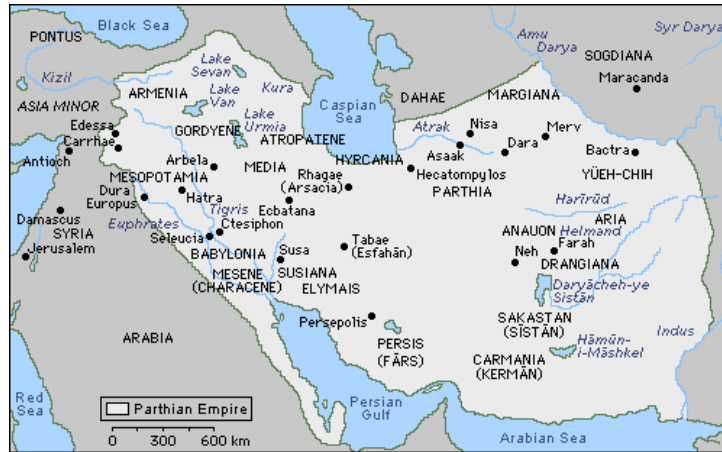 Black Sea
PONTUS
Kizil
ASIA MINOR
ARMENIA
Lake
Sevan
Kura
Lake
Van
Lake
Urmia
Caspian
Sea
DAHAE
MARGIANA
Amu
Darya
Syr Darya
SOGDIANA
Maracanda
Edessa
Carrhae
Antioch
GORDYENE
ATROPATENE
Atrak
Nisa
Merv
Dara
Bactra
Asaak
Arbela
MEDIA
HYRCANIA
Hecatompylos
YÜEH-CHIH
MESOPOTAMIA
Rhagae
(Arsacia)
PARTHIA
Dura
Europus
Hatra
Ecbatana
Harīrūd
Damascus
SYRIA
Euphrates
Tigris
Ctesiphon
Seleucia
ARIA
ANAUON
Helmand
Farah
Jerusalem
BABYLONIA
Susa
Tabae
(Esfahān)
Neh
DRANGIANA
MESENE
(CHARACENE)
SUSIANA
ELYMAIS
Daryācheh-ye
Sīstān
ARABIA
Persepolis
SAKASTAN
(SĪSTĀN)
Indus
PERSIS
(FĀRS)
CARMANIA
(KERMĀN)
Hāmūn-
i-Māshkel
Red
Sea
Parthian Empire
Persian
Gulf
0 300 600 km
Arabian Sea